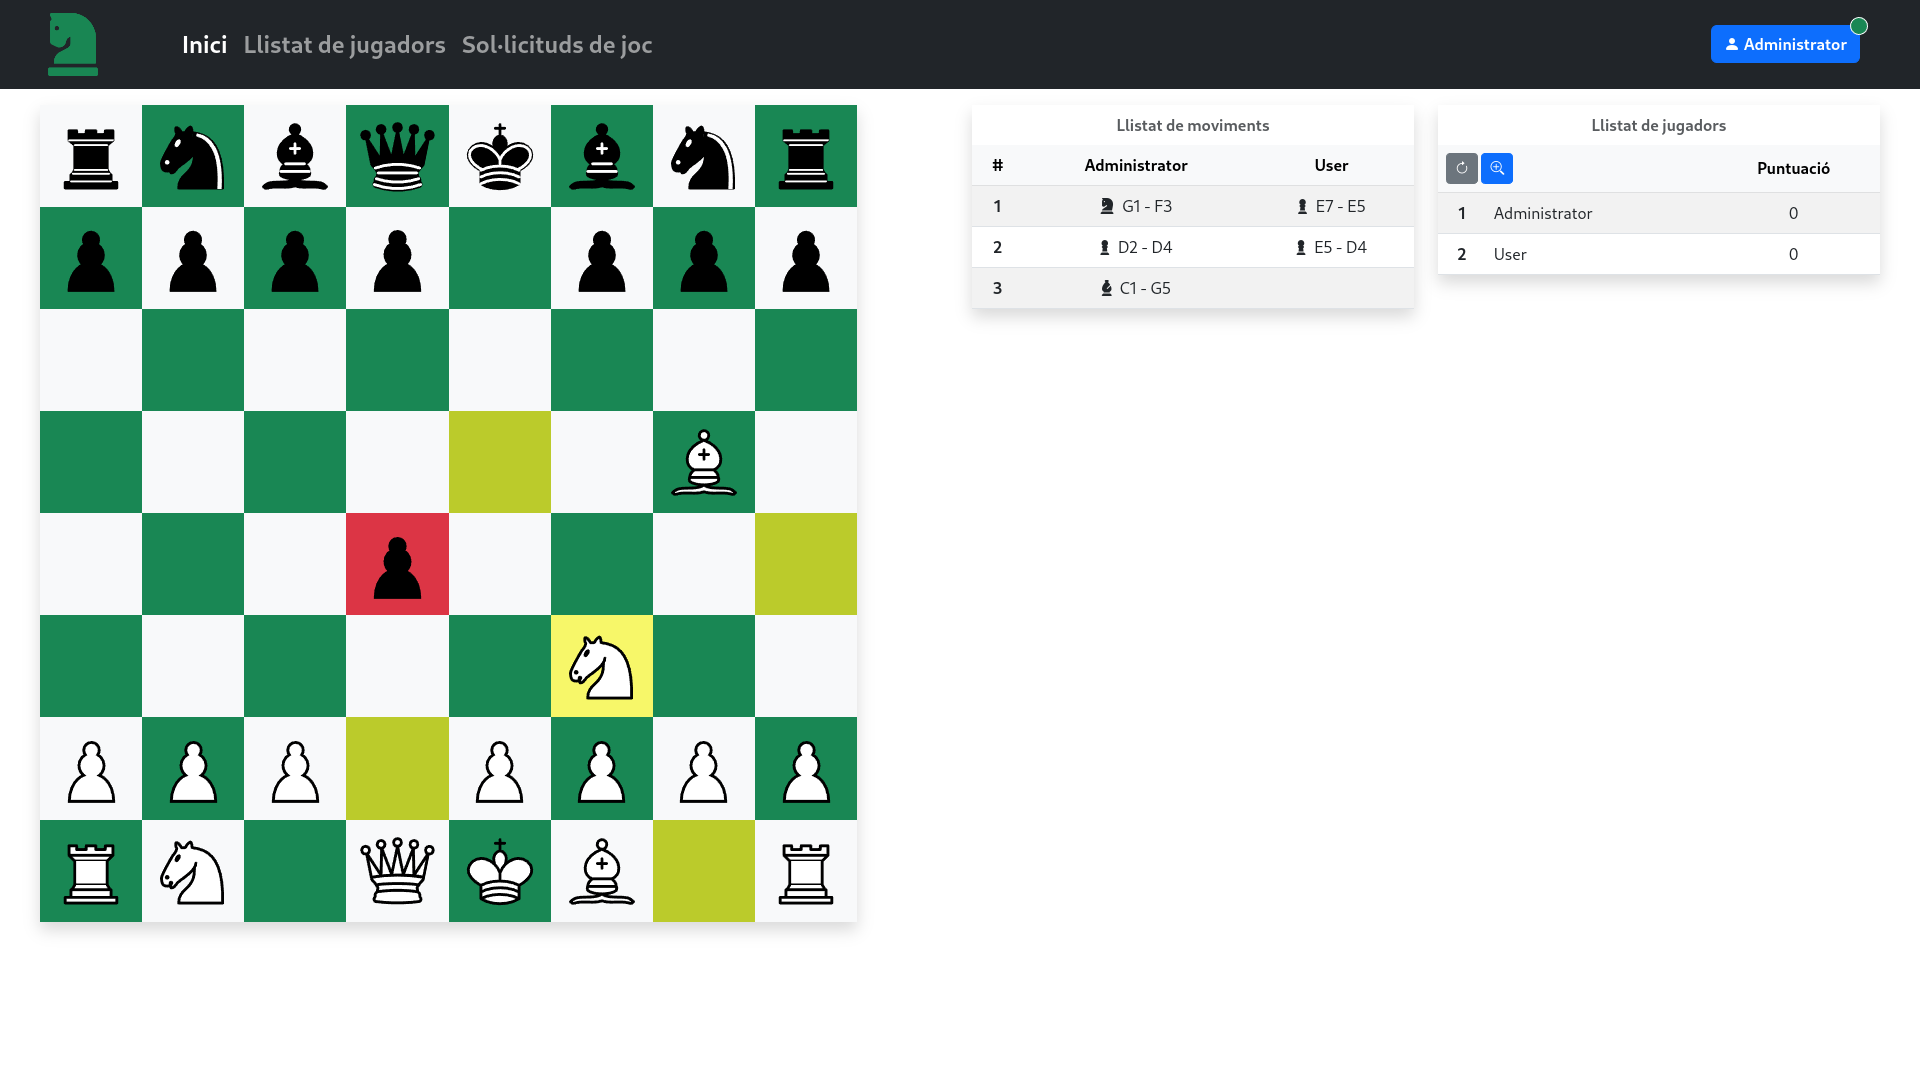 Inici Llistat de jugadors Sol·licituds de joc
Administrator
Llistat de moviments
# Administrator User
1 G1 - F3 E7 - E5
2 D2 - D4 E5 - D4
3 C1 - G5
Llistat de jugadors
Puntuació
1 Administrator 0
2 User 0